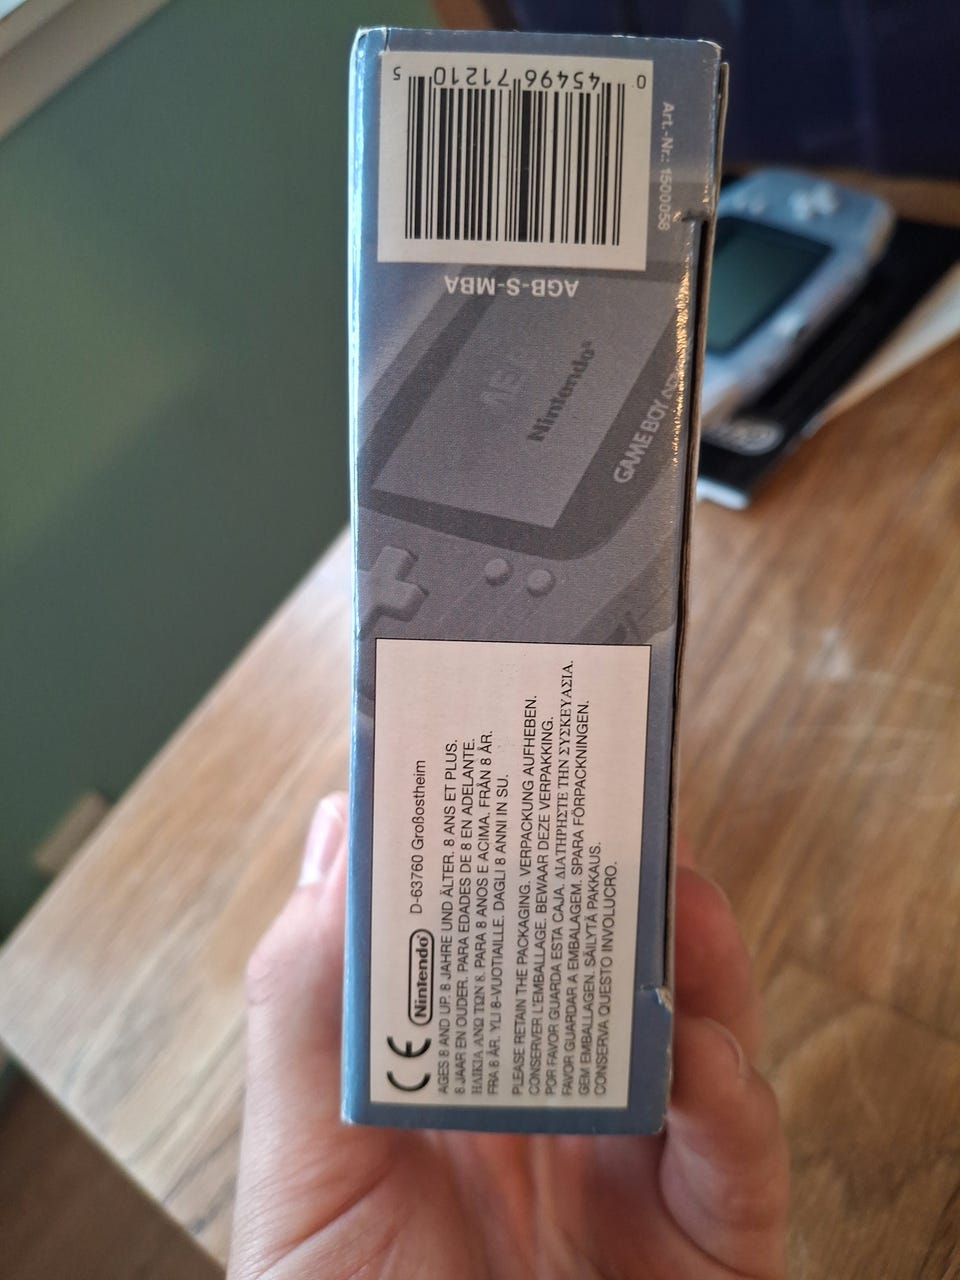 0 45496 71210 5
Art.-Nr.: 1500058
AGB-S-MBA
Nintendo®
GAME BOY
CE Nintendo® D-63760 Großostheim
AGES 8 AND UP. 8 JAHRE UND ÄLTER. 8 ANS ET PLUS.
8 JAAR EN OUDER. PARA EDADES DE 8 EN ADELANTE.
ΗΛΙΚΙΑ ΑΝΩ ΤΩΝ 8. PARA 8 ANOS E ACIMA. FRÅN 8 ÅR.
FRA 8 ÅR. YLI 8-VUOTIAILLE. DAGLI 8 ANNI IN SU.
PLEASE RETAIN THE PACKAGING. VERPACKUNG AUFHEBEN.
CONSERVER L'EMBALLAGE. BEWAAR DEZE VERPAKKING.
POR FAVOR GUARDA ESTA CAJA. ΔΙΑΤΗΡΗΣΤΕ ΤΗΝ ΣΥΣΚΕΥΑΣΙΑ.
FAVOR GUARDAR A EMBALAGEM. SPARA FÖRPACKNINGEN.
GEM EMBALLAGEN. SÄILYTÄ PAKKAUS.
CONSERVA QUESTO INVOLUCRO.